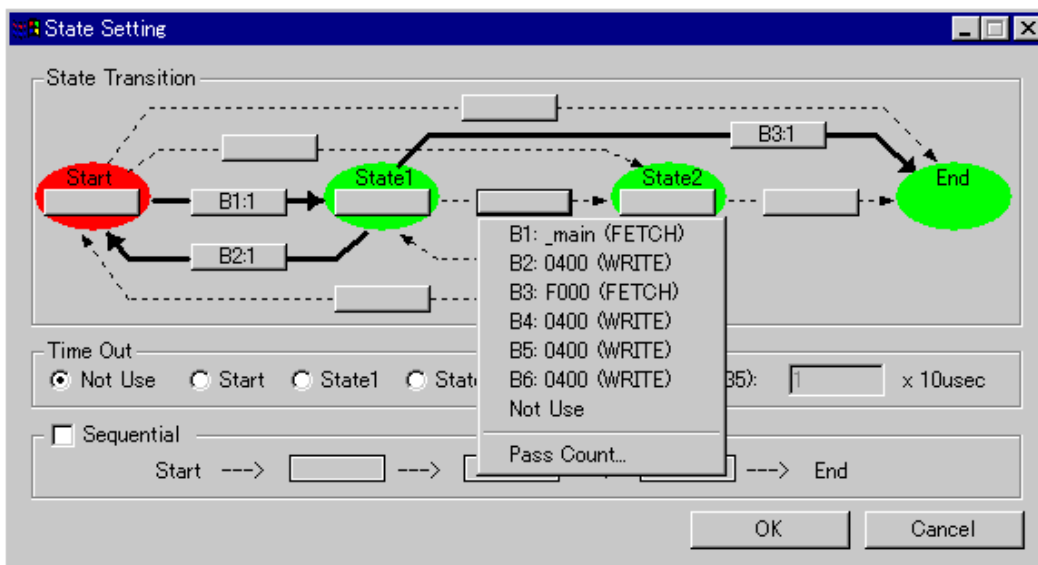 State Setting
State Transition
B3:1
Start
State1
State2
End
B1:1
B2:1
B1: _main (FETCH)
B2: 0400 (WRITE)
B3: F000 (FETCH)
B4: 0400 (WRITE)
B5: 0400 (WRITE)
B6: 0400 (WRITE)
Not Use
Pass Count...
Time Out
Not Use Start State1 35): 1 x 10usec
Sequential
Start ---> ---> ---> End
OK Cancel